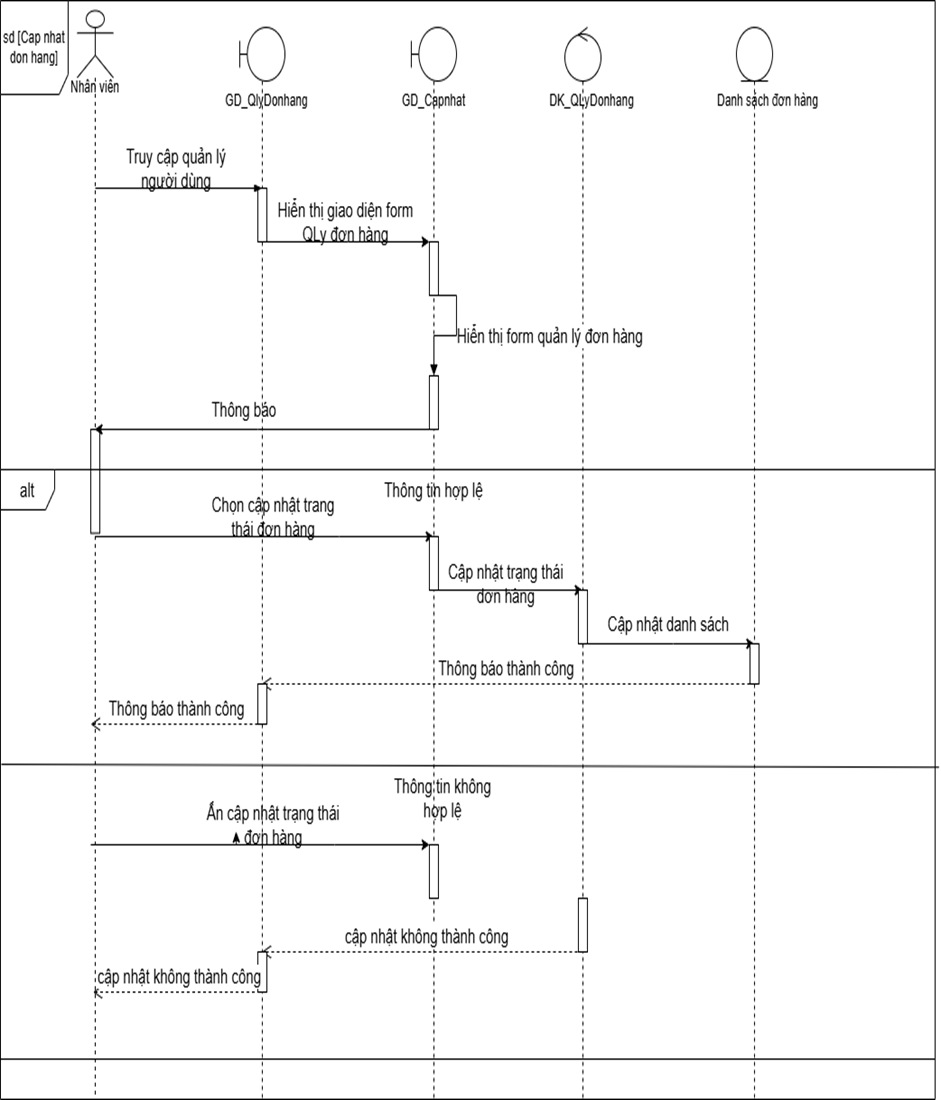 sd [Cap nhat
don hang]
Nhân viên
GD_QlyDonhang
GD_Capnhat
DK_QLyDonhang
Danh sách đơn hàng
Truy cập quản lý
người dùng
Hiển thị giao diện form
QLy đơn hàng
Hiển thị form quản lý đơn hàng
Thông báo
alt
Thông tin hợp lệ
Chọn cập nhật trang
thái đơn hàng
Cập nhật trạng thái
dơn hàng
Cập nhật danh sách
Thông báo thành công
Thông báo thành công
Thông tin không
hợp lệ
Ấn cập nhật trạng thái
đơn hàng
cập nhật không thành công
cập nhật không thành công